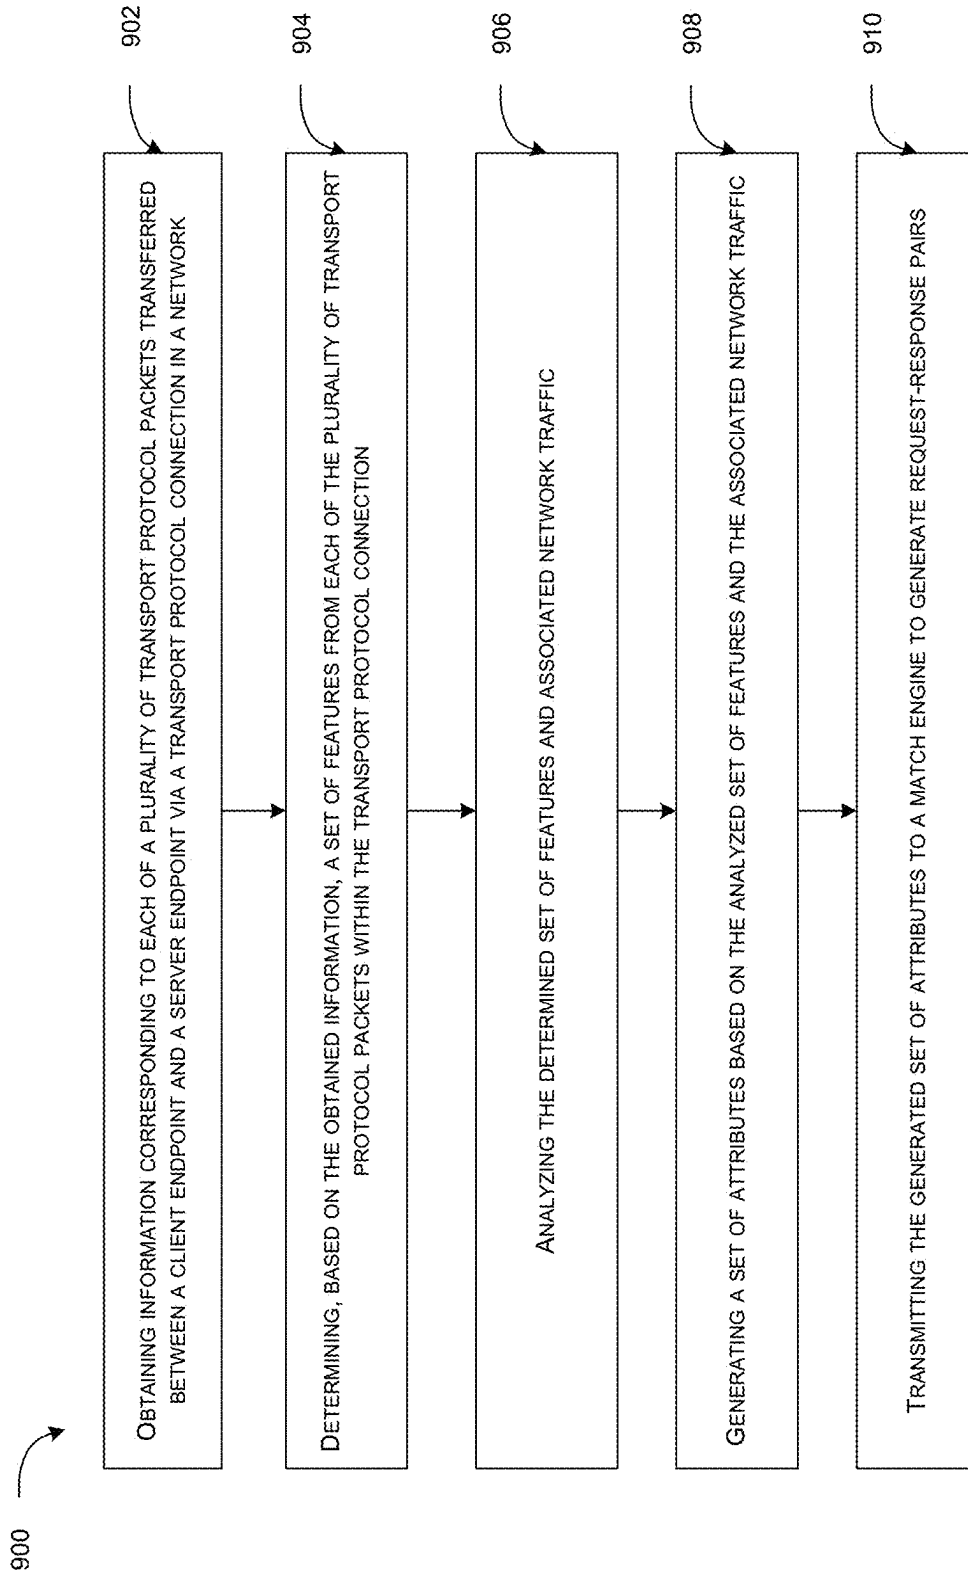 900
OBTAINING INFORMATION CORRESPONDING TO EACH OF A PLURALITY OF TRANSPORT PROTOCOL PACKETS TRANSFERRED
BETWEEN A CLIENT ENDPOINT AND A SERVER ENDPOINT VIA A TRANSPORT PROTOCOL CONNECTION IN A NETWORK
902
DETERMINING, BASED ON THE OBTAINED INFORMATION, A SET OF FEATURES FROM EACH OF THE PLURALITY OF TRANSPORT
PROTOCOL PACKETS WITHIN THE TRANSPORT PROTOCOL CONNECTION
904
ANALYZING THE DETERMINED SET OF FEATURES AND ASSOCIATED NETWORK TRAFFIC
906
GENERATING A SET OF ATTRIBUTES BASED ON THE ANALYZED SET OF FEATURES AND THE ASSOCIATED NETWORK TRAFFIC
908
TRANSMITTING THE GENERATED SET OF ATTRIBUTES TO A MATCH ENGINE TO GENERATE REQUEST-RESPONSE PAIRS
910